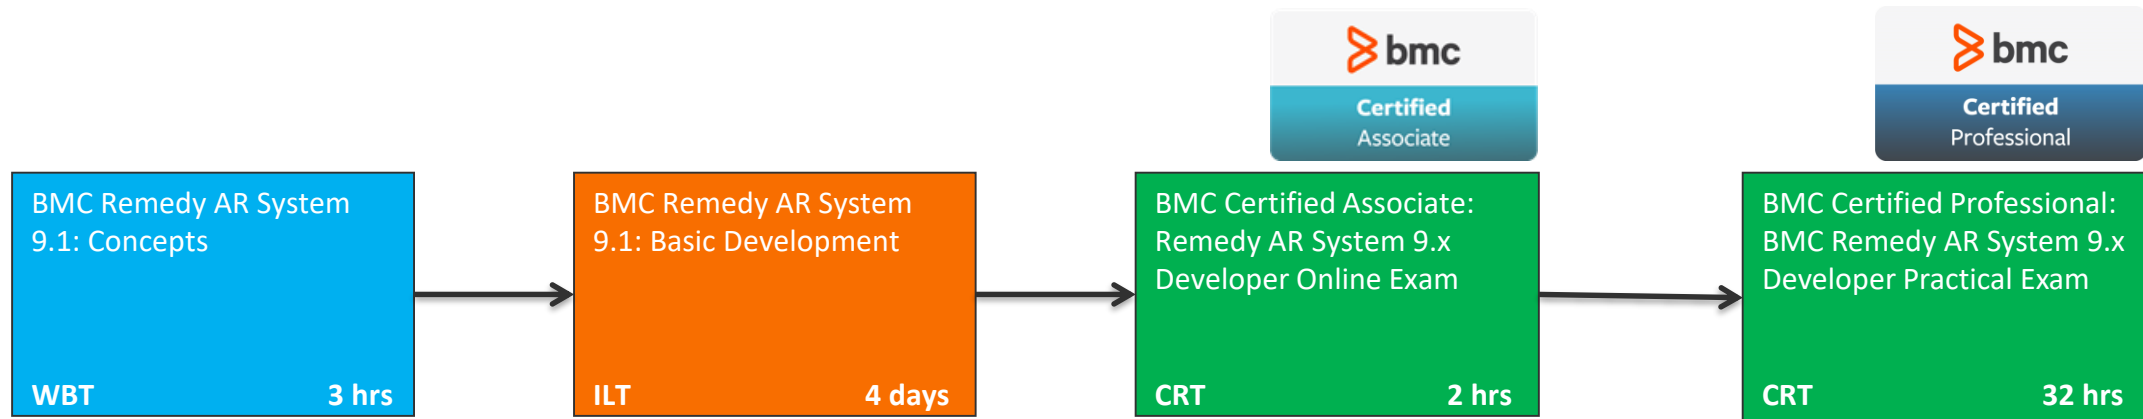 bmc
Certified
Associate
bmc
Certified
Professional
BMC Remedy AR System
9.1: Concepts
WBT 3 hrs
BMC Remedy AR System
9.1: Basic Development
ILT 4 days
BMC Certified Associate:
Remedy AR System 9.x
Developer Online Exam
CRT 2 hrs
BMC Certified Professional:
BMC Remedy AR System 9.x
Developer Practical Exam
CRT 32 hrs